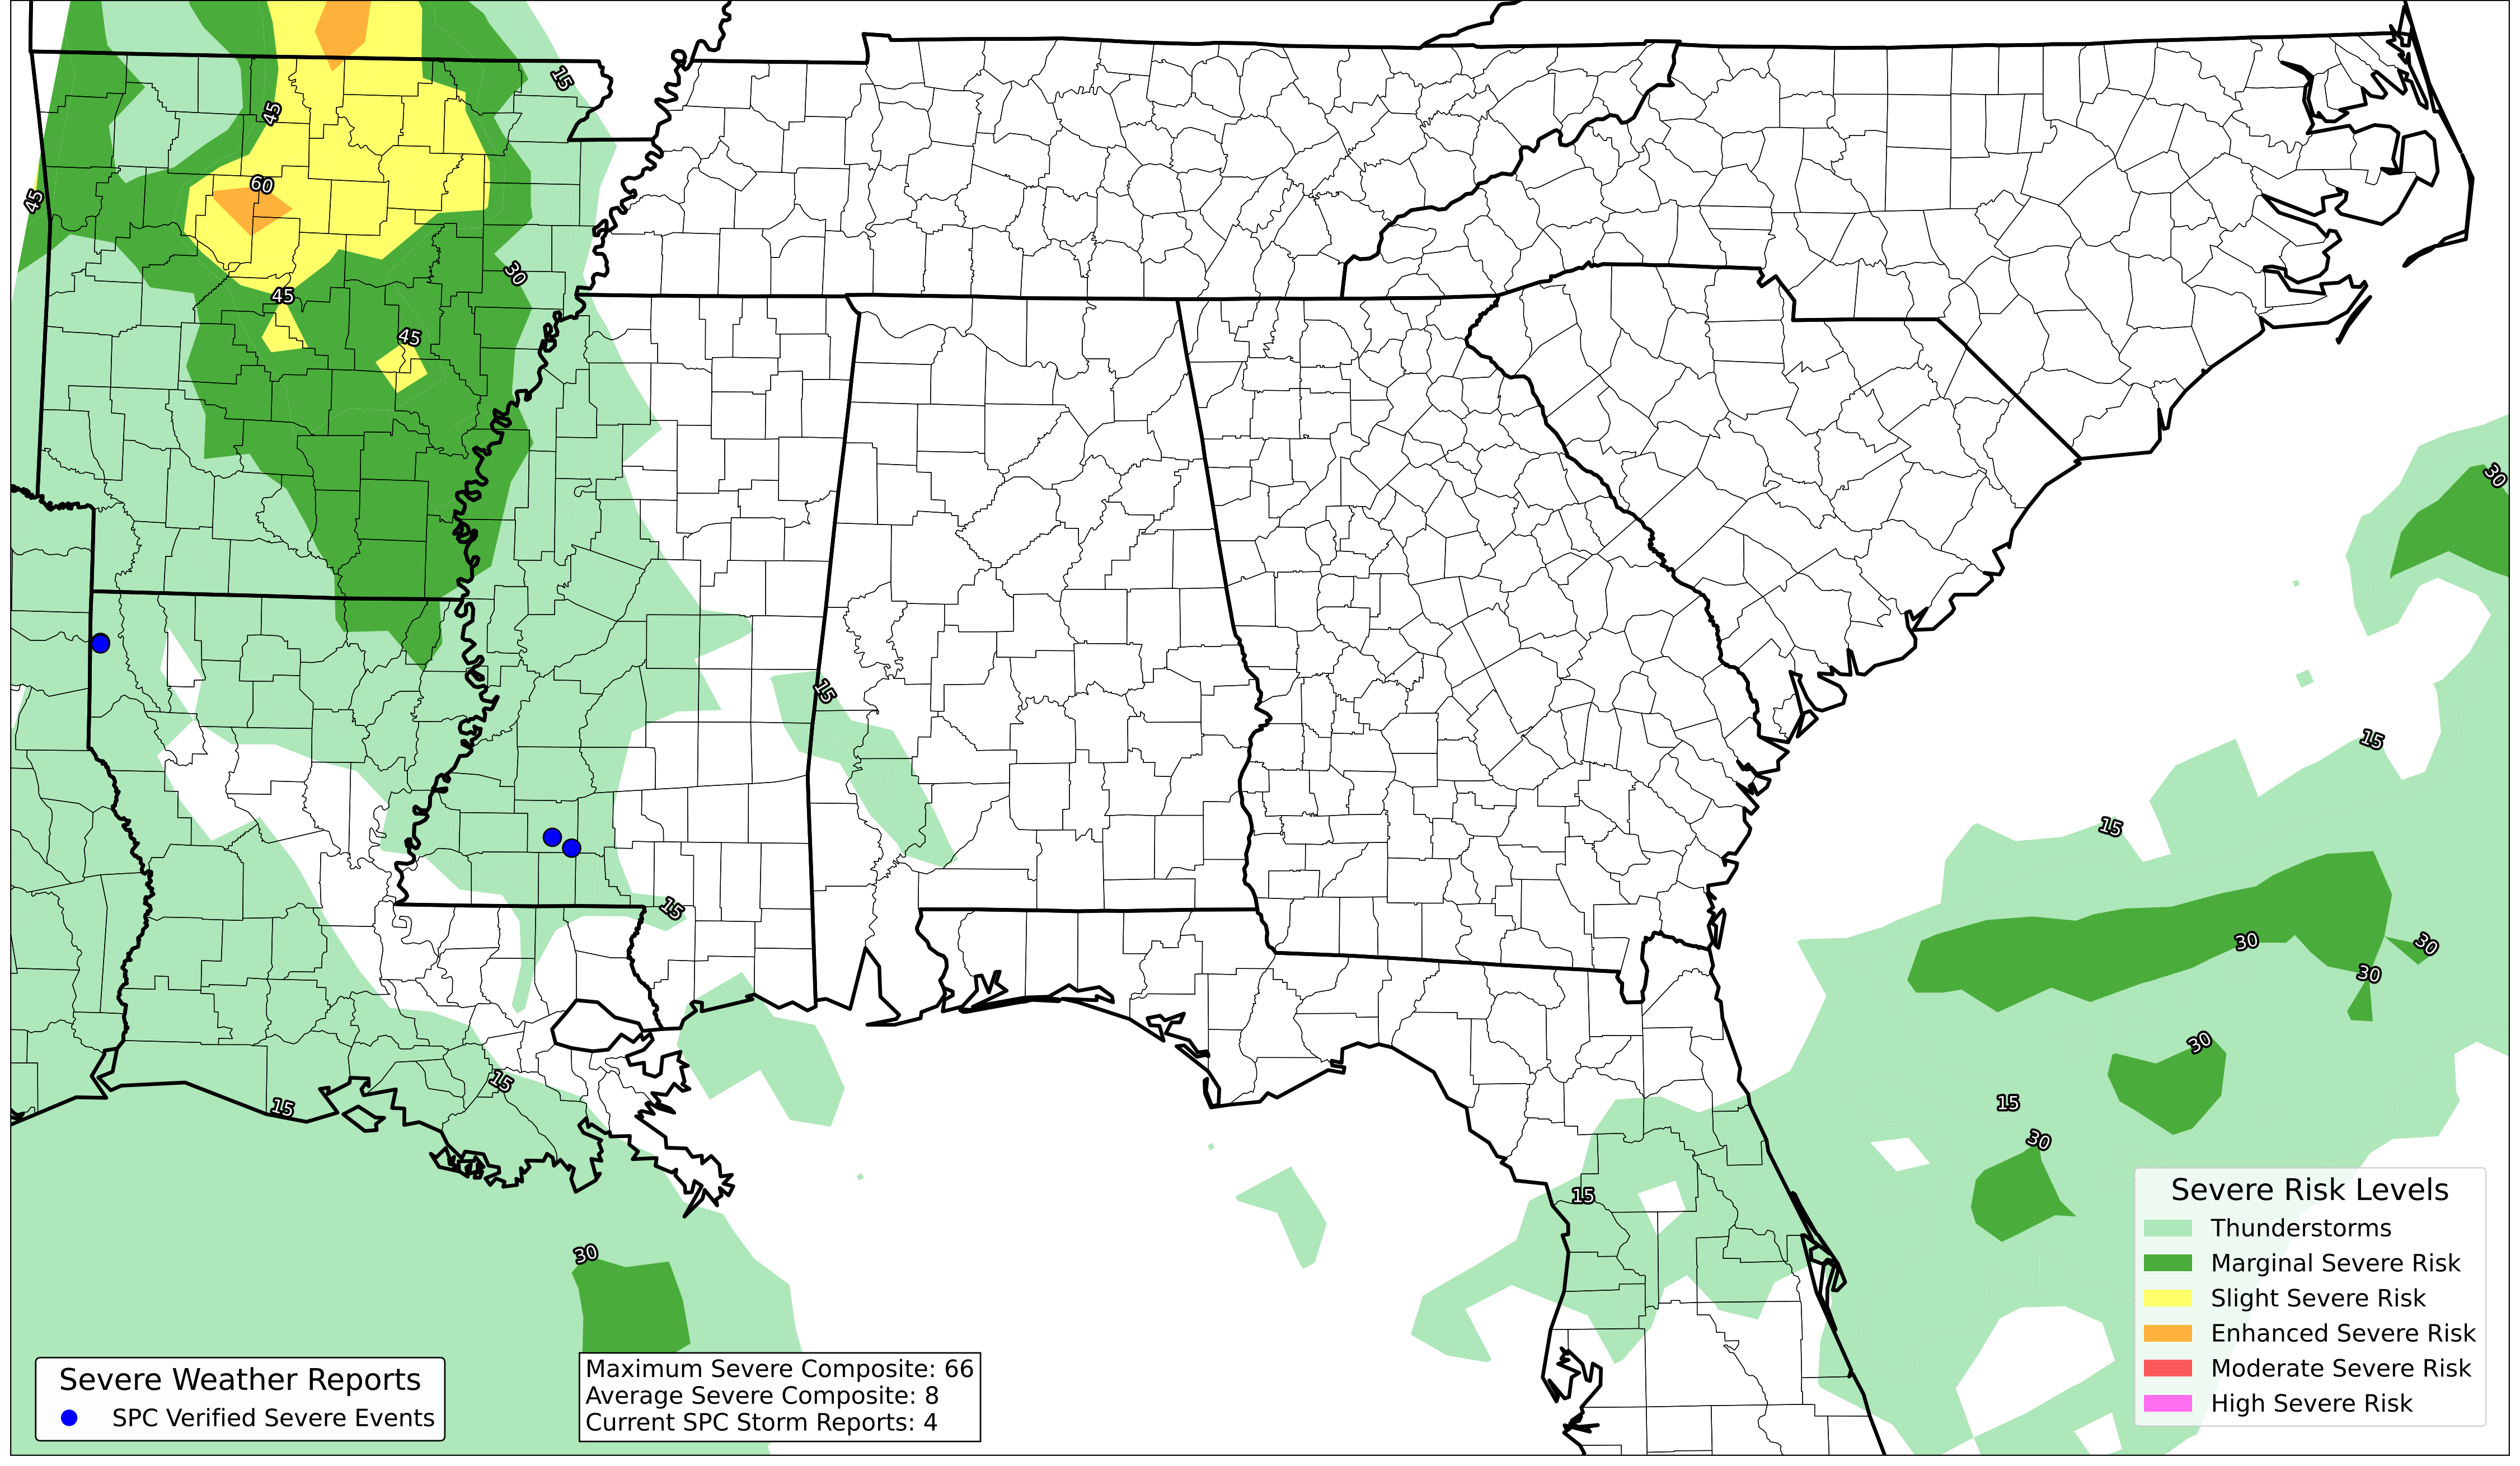 15
45
60
45
30
45
45
30
15
15
15
15
30
30
30
15
30
15
15
15
30
15
30
Severe Risk Levels
Thunderstorms
Marginal Severe Risk
Slight Severe Risk
Enhanced Severe Risk
Moderate Severe Risk
High Severe Risk
Severe Weather Reports
SPC Verified Severe Events
Maximum Severe Composite: 66
Average Severe Composite: 8
Current SPC Storm Reports: 4